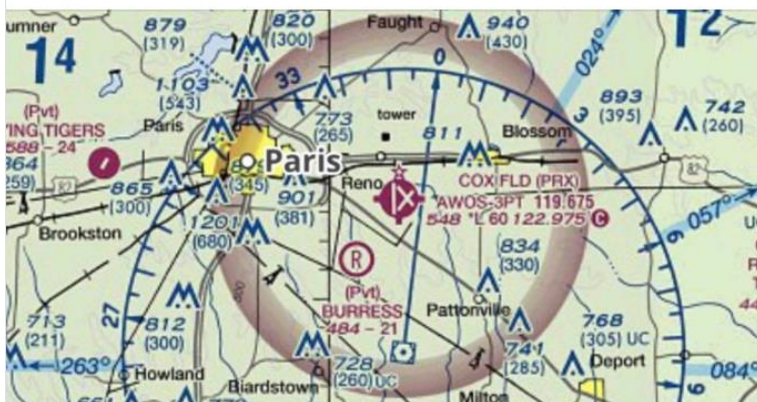 umner
879
(319)
820
(300)
Faught
940
(430)
12
14
024°
1103
(543)
33
0
(Pvt)
YING TIGERS
588 - 24
Paris
773
(265)
tower
811
Blossom
3
893
(395)
742
(260)
864
259)
82
865
(300)
Paris
(345)
901
(381)
Reno
COX FLD (PRX)
AWOS-3PT 119.675
548 *L 60 122.975 C
82
057°
Brookston
1201
(680)
R
(Pvt)
BURRESS
484 - 21
834
(330)
6
Pattonville
27
713
(211)
812
(300)
728
(260) UC
741
(285)
768
(305) UC
Deport
263°
Howland
Biardstown
Milton
084°
9